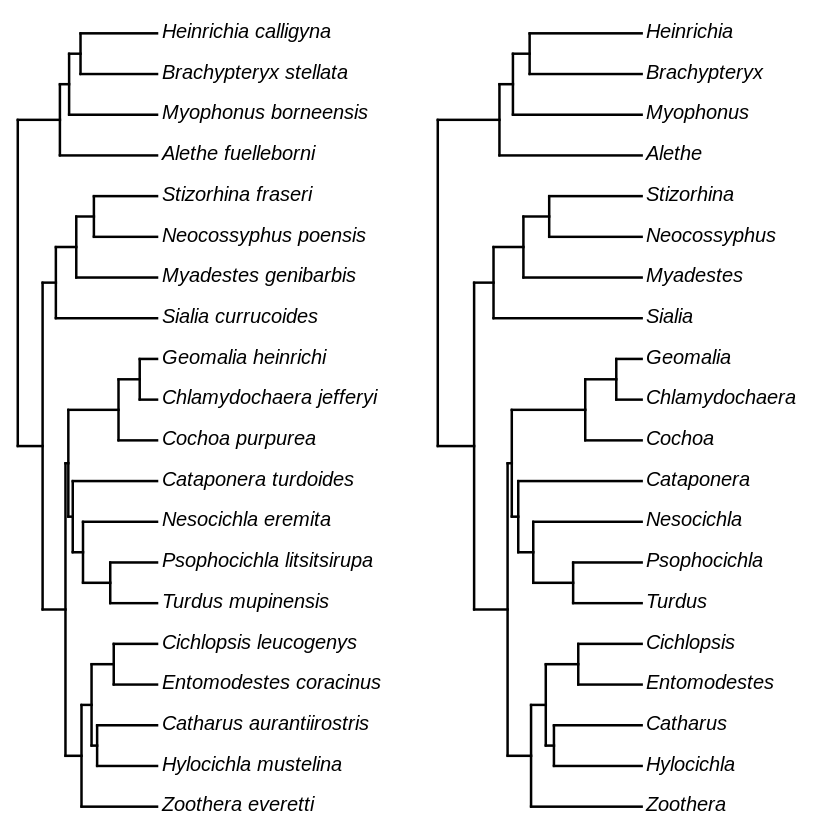 Heinrichia calligyna
Brachypteryx stellata
Myophonus borneensis
Alethe fuelleborni
Stizorhina fraseri
Neocossyphus poensis
Myadestes genibarbis
Sialia currucoides
Geomalia heinrichi
Chlamydochaera jefferyi
Cochoa purpurea
Cataponera turdoides
Nesocichla eremita
Psophocichla litsitsirupa
Turdus mupinensis
Cichlopsis leucogenys
Entomodestes coracinus
Catharus aurantiirostris
Hylocichla mustelina
Zoothera everetti
Heinrichia
Brachypteryx
Myophonus
Alethe
Stizorhina
Neocossyphus
Myadestes
Sialia
Geomalia
Chlamydochaera
Cochoa
Cataponera
Nesocichla
Psophocichla
Turdus
Cichlopsis
Entomodestes
Catharus
Hylocichla
Zoothera